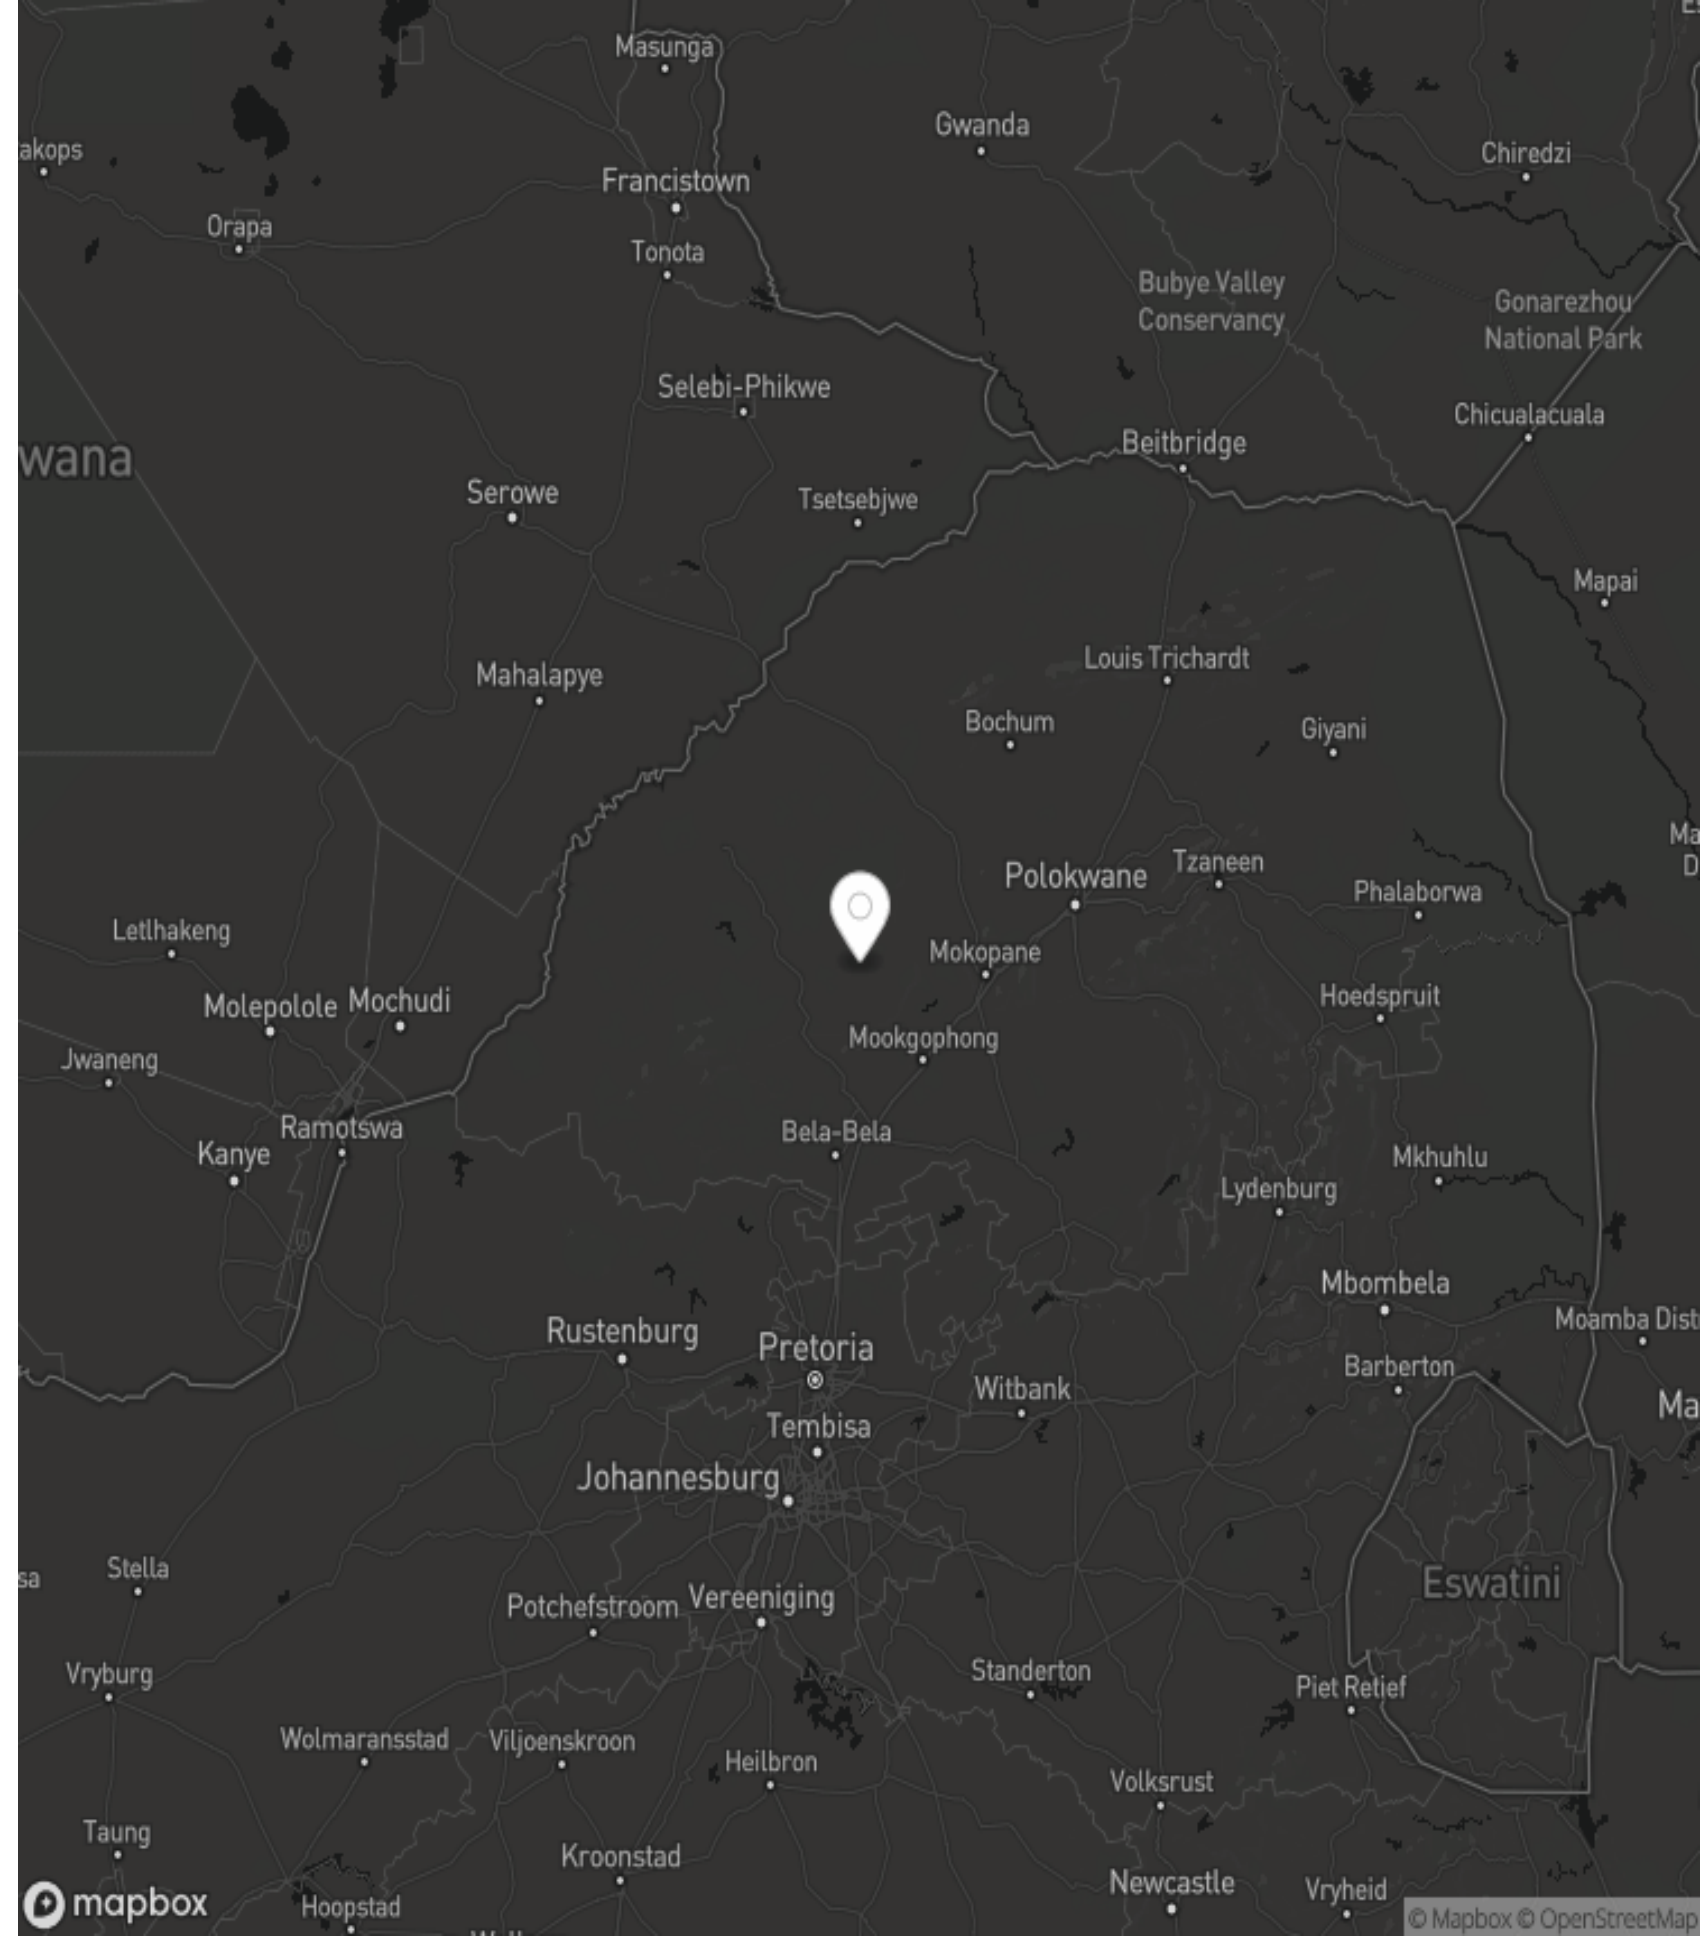 Masunga
Gwanda
Chiredzi
akops
Francistown
Orapa
Tonota
Bubye Valley
Conservancy
Gonarezhou
National Park
Selebi-Phikwe
Chicualacuala
Beitbridge
wana
Serowe
Tsetsebjwe
Mapai
Louis Trichardt
Mahalapye
Bochum
Giyani
Ma
D
Polokwane
Tzaneen
Phalaborwa
Letlhakeng
Mokopane
Hoedspruit
Molepolole
Mochudi
Mookgophong
Jwaneng
Ramotswa
Bela-Bela
Kanye
Mkhuhlu
Lydenburg
Mbombela
Moamba Dist
Rustenburg
Pretoria
Barberton
Witbank
Ma
Tembisa
Johannesburg
Stella
sa
Eswatini
Potchefstroom
Vereeniging
Vryburg
Standerton
Piet Retief
Wolmaransstad
Viljoenskroon
Heilbron
Volksrust
Taung
Kroonstad
Newcastle
Vryheid
mapbox
Hoopstad
© Mapbox © OpenStreetMap